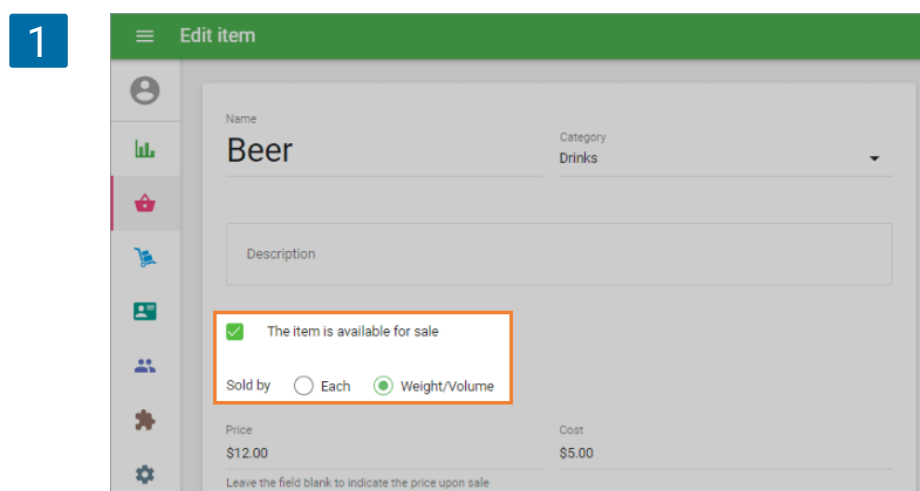 1
Edit item
Name
Beer
Category
Drinks
Description
The item is available for sale
Sold by Each Weight/Volume
Price
$12.00
Cost
$5.00
Leave the field blank to indicate the price upon sale